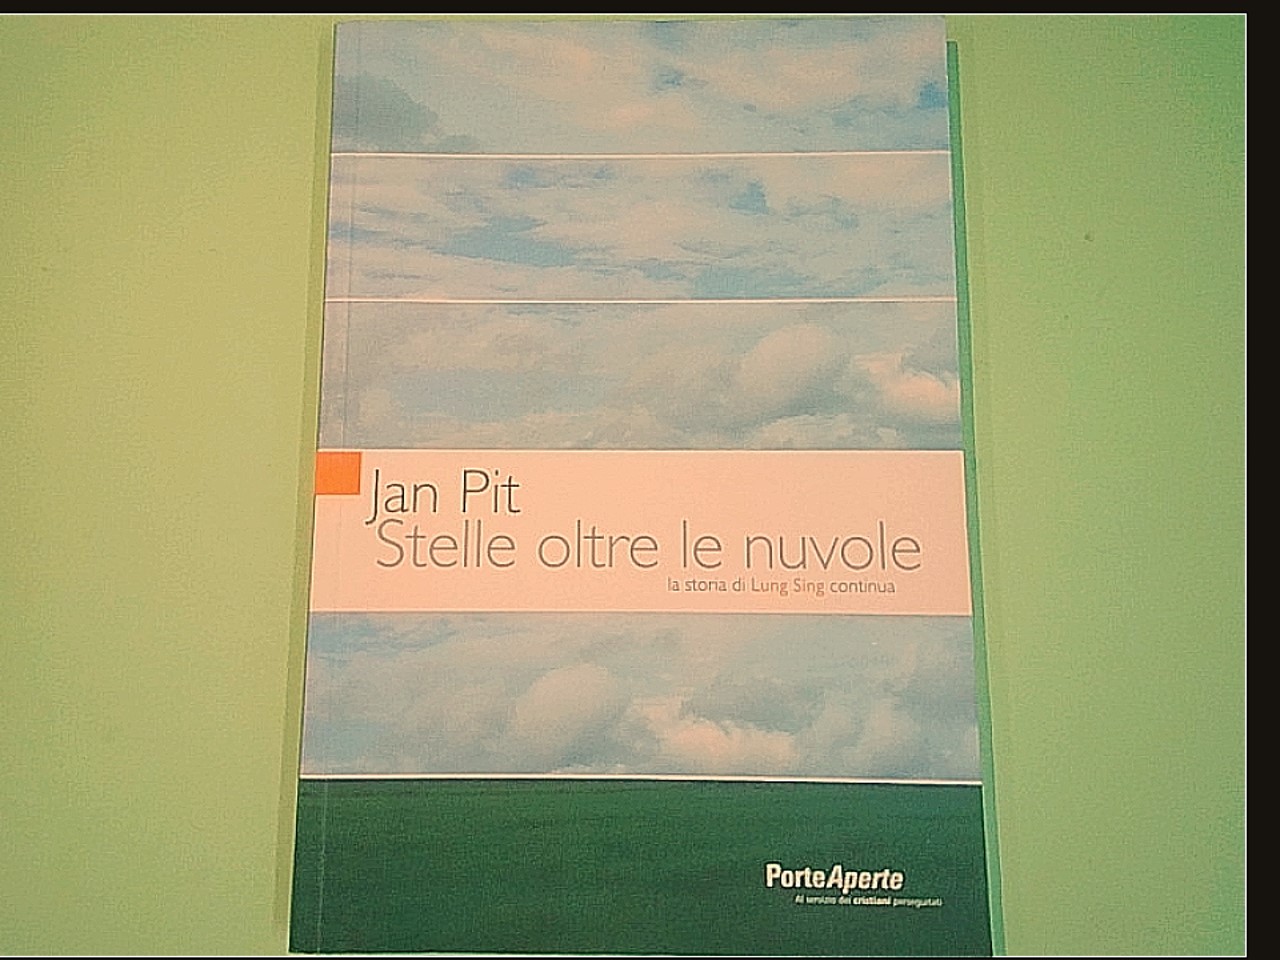 Jan Pit
Stelle oltre le nuvole
la storia di Lung Sing continua
PorteAperte
Al servizio dei cristiani perseguitati